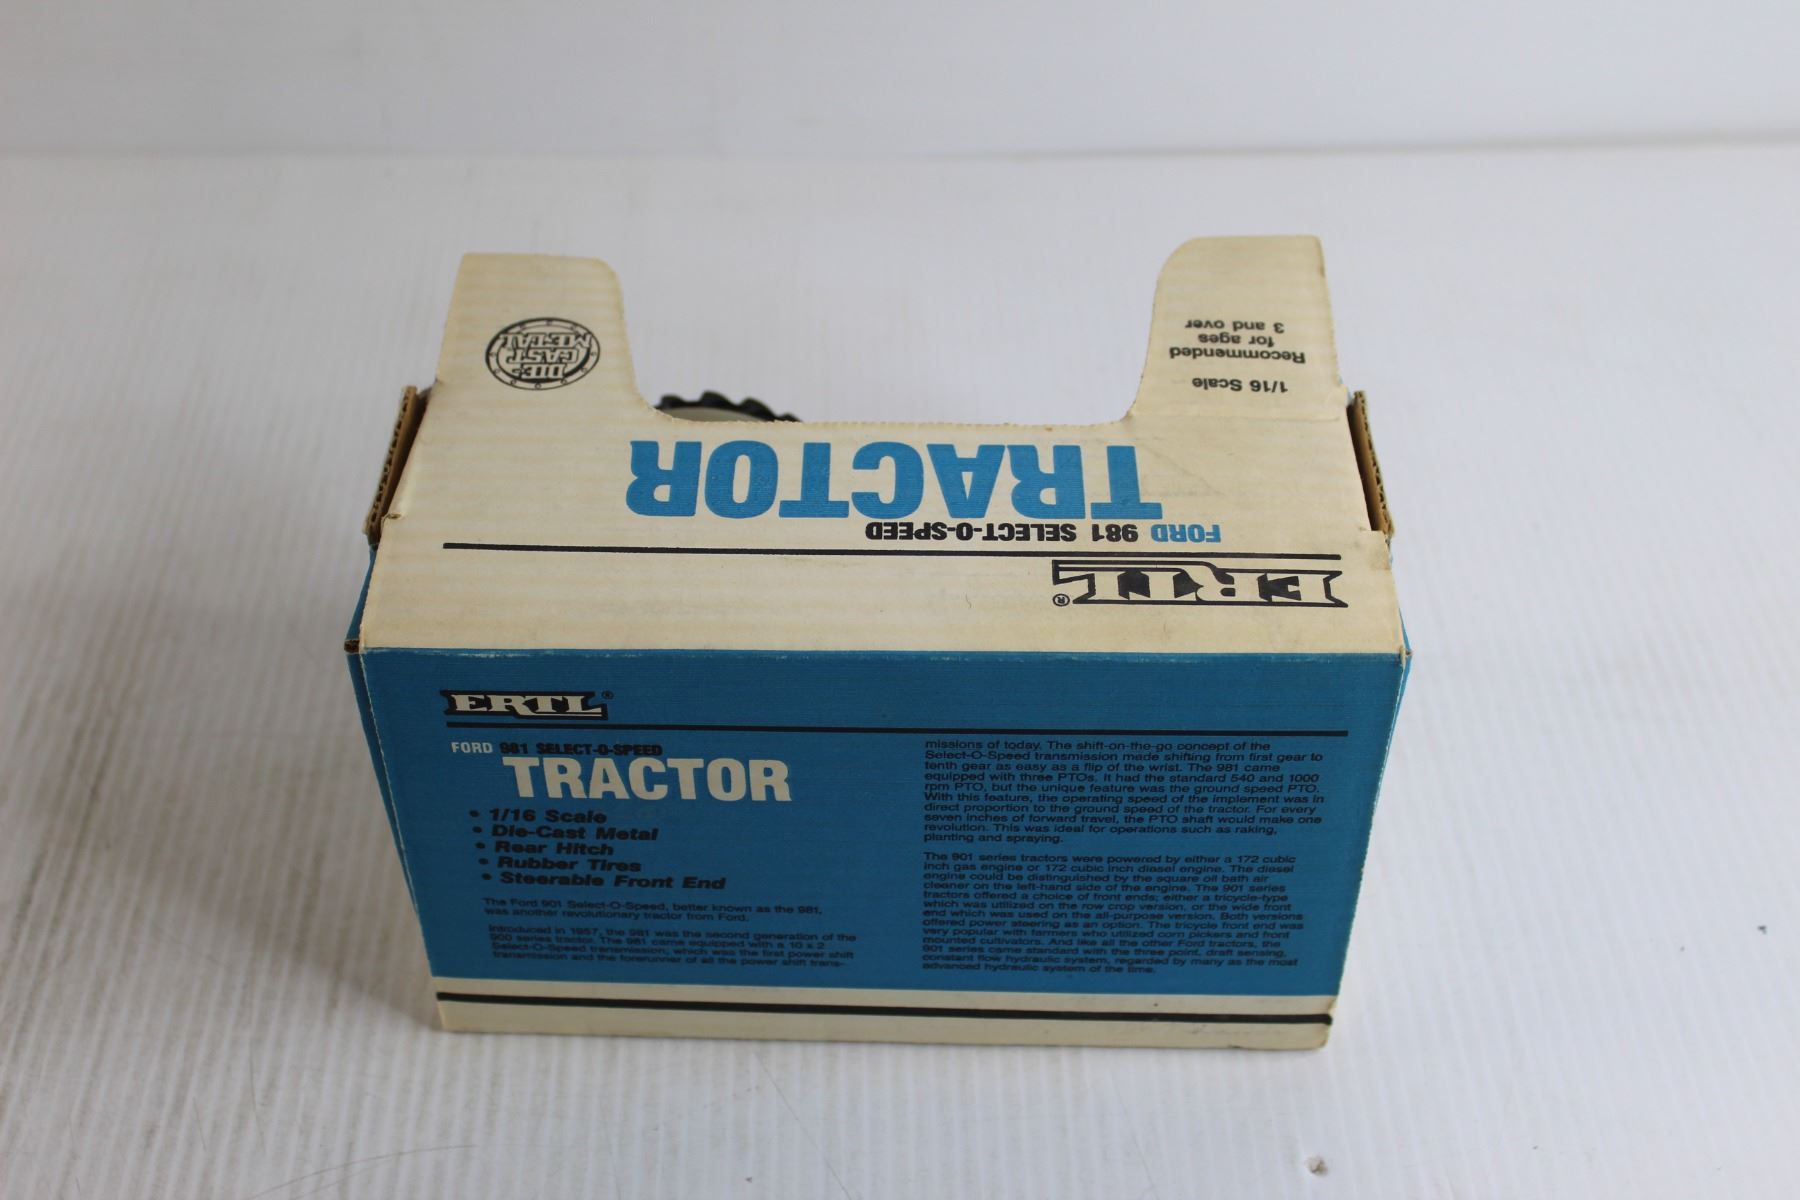 DIE-
CAST
METAL
1/16 Scale
Recommended
for ages
3 and over
TRACTOR
FORD 981 SELECT-O-SPEED
ERTL®
ERTL®
FORD 981 SELECT-O-SPEED
TRACTOR
• 1/16 Scale
• Die-Cast Metal
• Rear Hitch
• Rubber Tires
• Steerable Front End
The Ford 901 Select-O-Speed, better known as the 981,
was another revolutionary tractor from Ford.
Introduced in 1957, the 981 was the second generation of the
900 series tractor. The 981 came equipped with a 10 x 2
Select-O-Speed transmission; which was the first power shift
transmission and the forerunner of all the power shift trans-
missions of today. The shift-on-the-go concept of the
Select-O-Speed transmission made shifting from first gear to
tenth gear as easy as a flip of the wrist. The 981 came
equipped with three PTOs. It had the standard 540 and 1000
rpm PTO, but the unique feature was the ground speed PTO.
With this feature, the operating speed of the implement was in
direct proportion to the ground speed of the tractor. For every
seven inches of forward travel, the PTO shaft would make one
revolution. This was ideal for operations such as raking,
planting and spraying.
The 901 series tractors were powered by either a 172 cubic
inch gas engine or 172 cubic inch diesel engine. The diesel
engine could be distinguished by the square oil bath air
cleaner on the left-hand side of the engine. The 901 series
tractors offered a choice of front ends; either a tricycle-type
which was utilized on the row crop version, or the wide front
end which was used on the all-purpose version. Both versions
offered power steering as an option. The tricycle front end was
very popular with farmers who utilized corn pickers and front
mounted cultivators. And like all the other Ford tractors, the
901 series came standard with the three point, draft sensing,
constant flow hydraulic system, regarded by many as the most
advanced hydraulic system of the time.